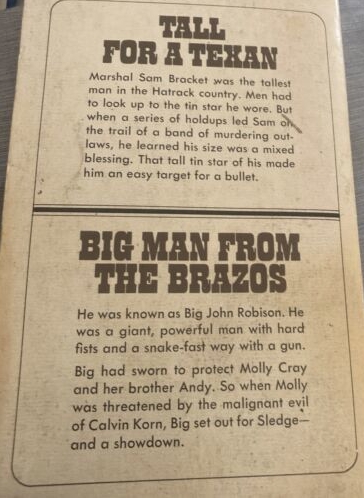 TALL
FOR A TEXAN
Marshal Sam Bracket was the tallest
man in the Hatrack country. Men had
to look up to the tin star he wore. But
when a series of holdups led Sam on
the trail of a band of murdering out-
laws, he learned his size was a mixed
blessing. That tall tin star of his made
him an easy target for a bullet.
BIG MAN FROM
THE BRAZOS
He was known as Big John Robison. He
was a giant, powerful man with hard
fists and a snake-fast way with a gun.
Big had sworn to protect Molly Cray
and her brother Andy. So when Molly
was threatened by the malignant evil
of Calvin Korn, Big set out for Sledge—
and a showdown.